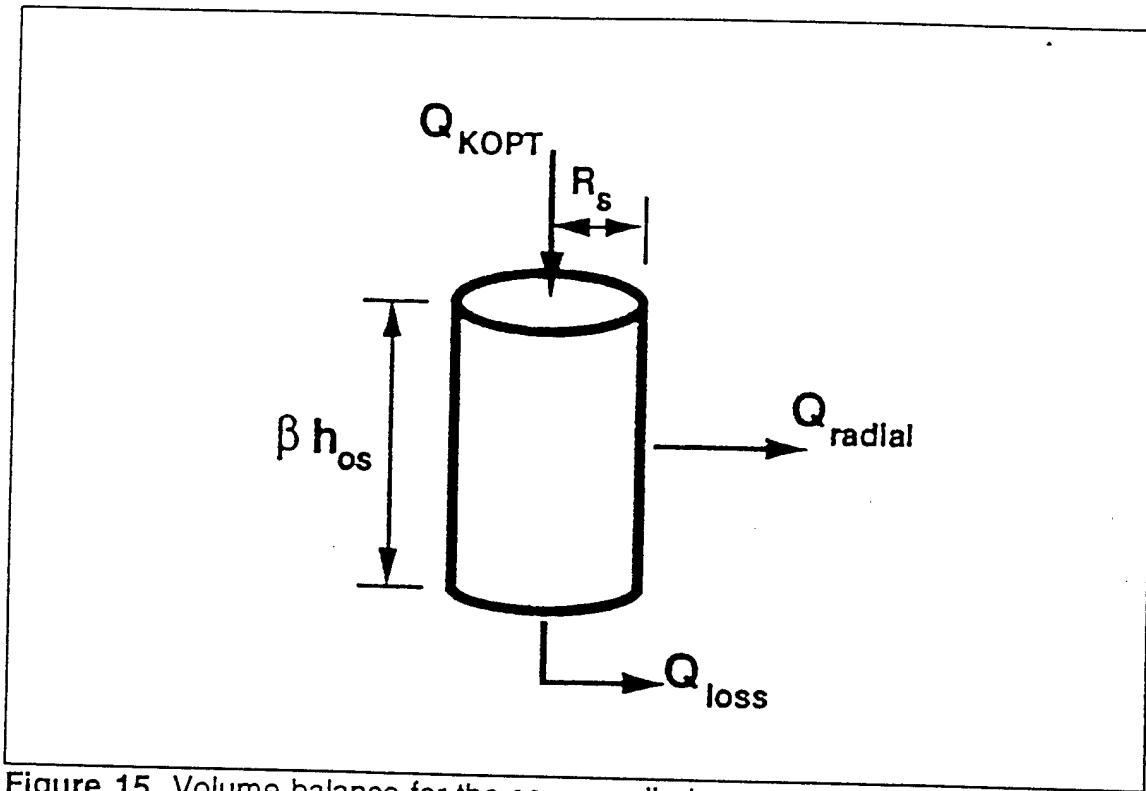 Q KOPT
R s
β h os
Q radial
Q loss
Figure 15 Volume balance for the